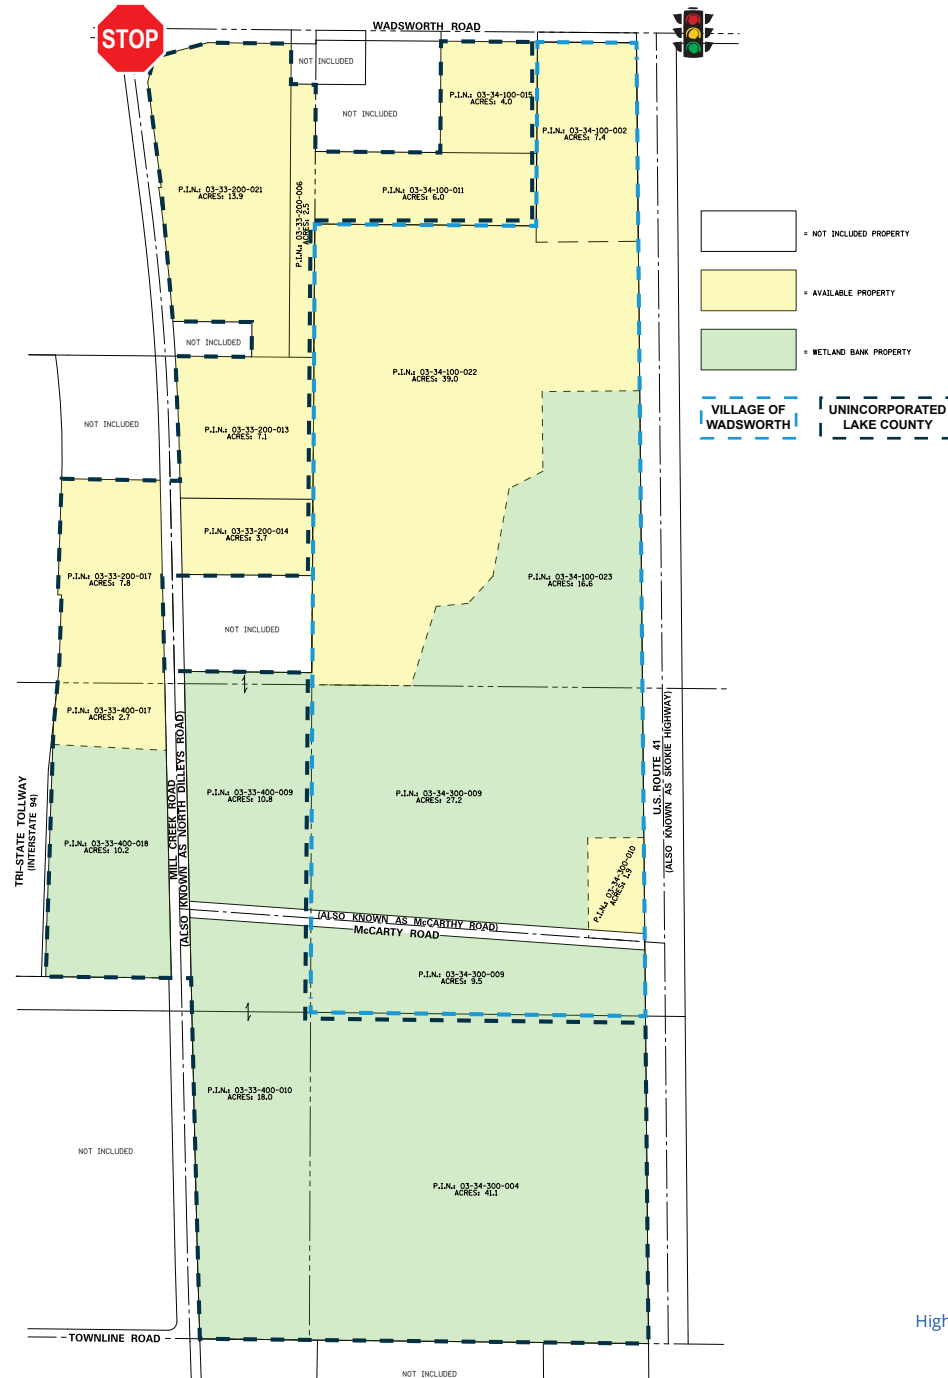 STOP
WADSWORTH ROAD
NOT INCLUDED
NOT INCLUDED
P.I.N.: 03-34-100-015
ACRES: 4.0
P.I.N.: 03-34-100-002
ACRES: 7.4
P.I.N.: 03-33-200-021
ACRES: 13.9
P.I.N.: 03-33-200-006
ACRES: 2.5
P.I.N.: 03-34-100-011
ACRES: 6.0
= NOT INCLUDED PROPERTY
= AVAILABLE PROPERTY
= WETLAND BANK PROPERTY
VILLAGE OF
WADSWORTH
UNINCORPORATED
LAKE COUNTY
NOT INCLUDED
P.I.N.: 03-34-100-022
ACRES: 39.0
NOT INCLUDED
P.I.N.: 03-33-200-013
ACRES: 7.1
P.I.N.: 03-33-200-014
ACRES: 3.7
P.I.N.: 03-33-200-017
ACRES: 7.8
P.I.N.: 03-34-100-023
ACRES: 16.6
NOT INCLUDED
P.I.N.: 03-33-400-017
ACRES: 2.7
U.S. ROUTE 41
(ALSO KNOWN AS SKOKIE HIGHWAY)
P.I.N.: 03-33-400-009
ACRES: 10.8
P.I.N.: 03-34-300-009
ACRES: 27.2
TRI-STATE TOLLWAY
(INTERSTATE 94)
P.I.N.: 03-33-400-018
ACRES: 10.2
MILL CREEK ROAD
(ALSO KNOWN AS NORTH DILLEYS ROAD)
P.I.N.: 03-34-300-010
ACRES: 1.9
(ALSO KNOWN AS McCARTHY ROAD)
McCARTY ROAD
P.I.N.: 03-34-300-009
ACRES: 9.5
P.I.N.: 03-33-400-010
ACRES: 18.0
NOT INCLUDED
P.I.N.: 03-34-300-004
ACRES: 41.1
High
TOWNLINE ROAD
NOT INCLUDED